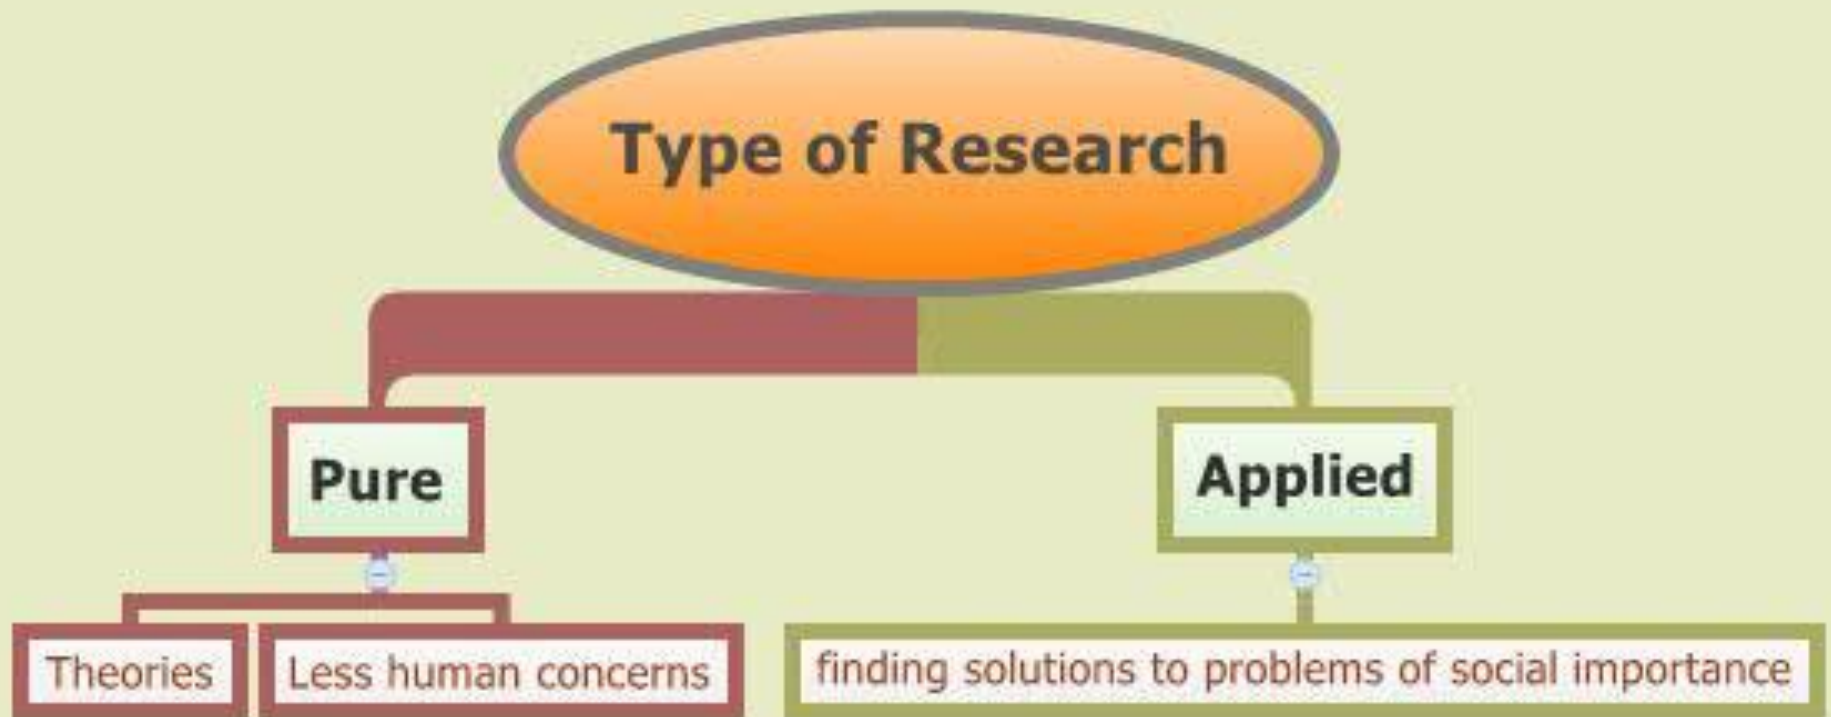 Type of Research
Pure
Applied
Theories
Less human concerns
finding solutions to problems of social importance